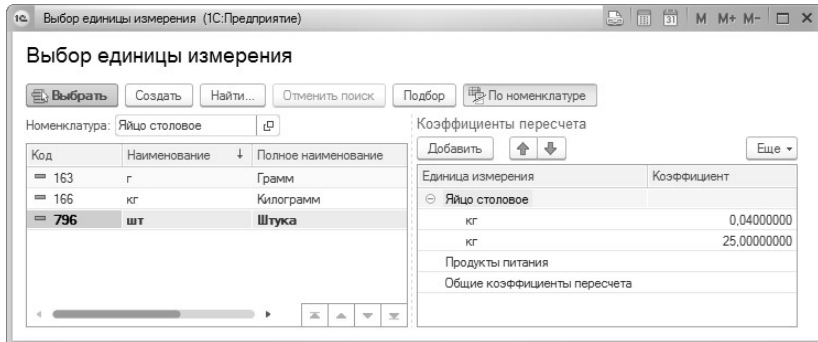 Выбор единицы измерения (1С:Предприятие)
M M+ M-
Выбор единицы измерения
Выбрать Создать Найти... Отменить поиск Подбор По номенклатуре
Номенклатура: Яйцо столовое
Код Наименование ↓ Полное наименование
163 г Грамм
166 кг Килограмм
796 шт Штука
Коэффициенты пересчета
Добавить Еще
Единица измерения Коэффициент
Яйцо столовое
кг 0,04000000
кг 25,00000000
Продукты питания
Общие коэффициенты пересчета